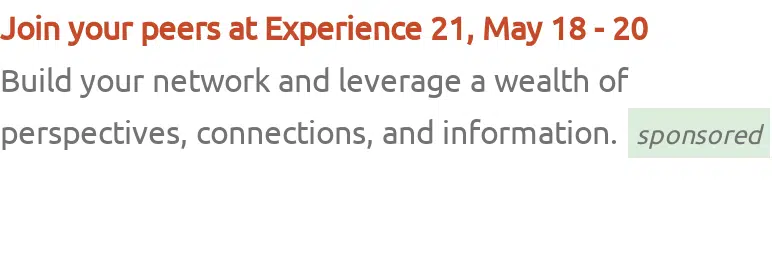 Join your peers at Experience 21, May 18 - 20
Build your network and leverage a wealth of
perspectives, connections, and information. sponsored